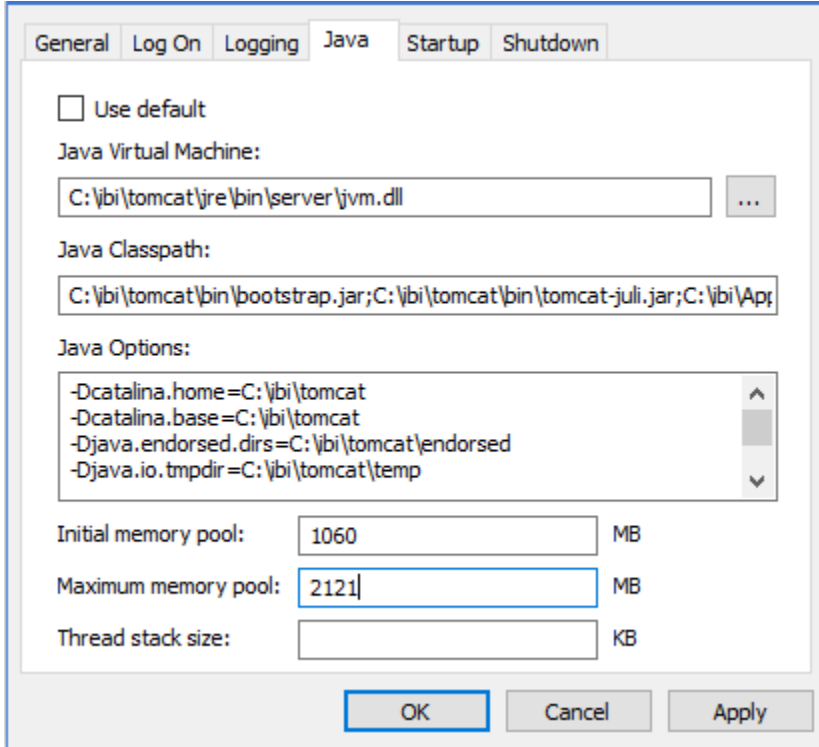 General Log On Logging Java Startup Shutdown
Use default
Java Virtual Machine:
C:\ibi\tomcat\jre\bin\server\jvm.dll ...
Java Classpath:
C:\ibi\tomcat\bin\bootstrap.jar;C:\ibi\tomcat\bin\tomcat-juli.jar;C:\ibi\App
Java Options:
-Dcatalina.home=C:\ibi\tomcat
-Dcatalina.base=C:\ibi\tomcat
-Djava.endorsed.dirs=C:\ibi\tomcat\endorsed
-Djava.io.tmpdir=C:\ibi\tomcat\temp
Initial memory pool: 1060 MB
Maximum memory pool: 2121 MB
Thread stack size: KB
OK Cancel Apply